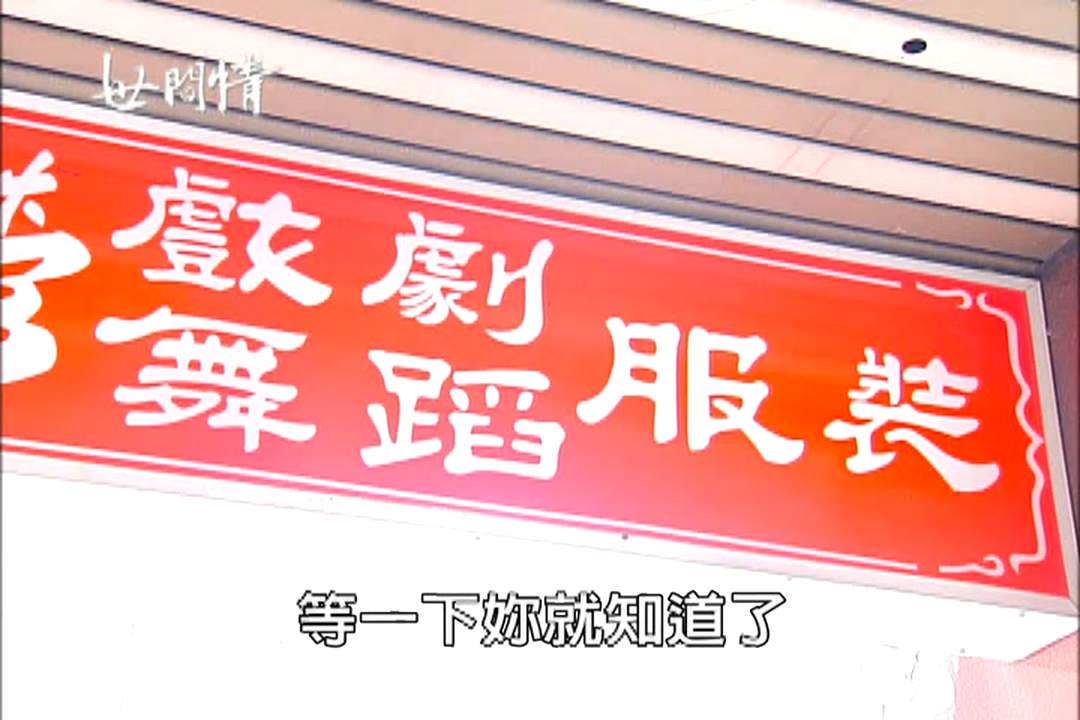 世間情
戲劇
舞蹈
服裝
等一下妳就知道了